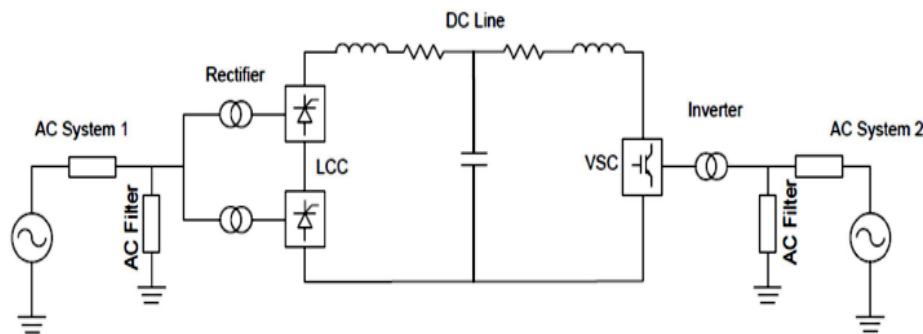 DC Line
Rectifier
Inverter
AC System 1
AC System 2
LCC
VSC
AC Filter
AC Filter